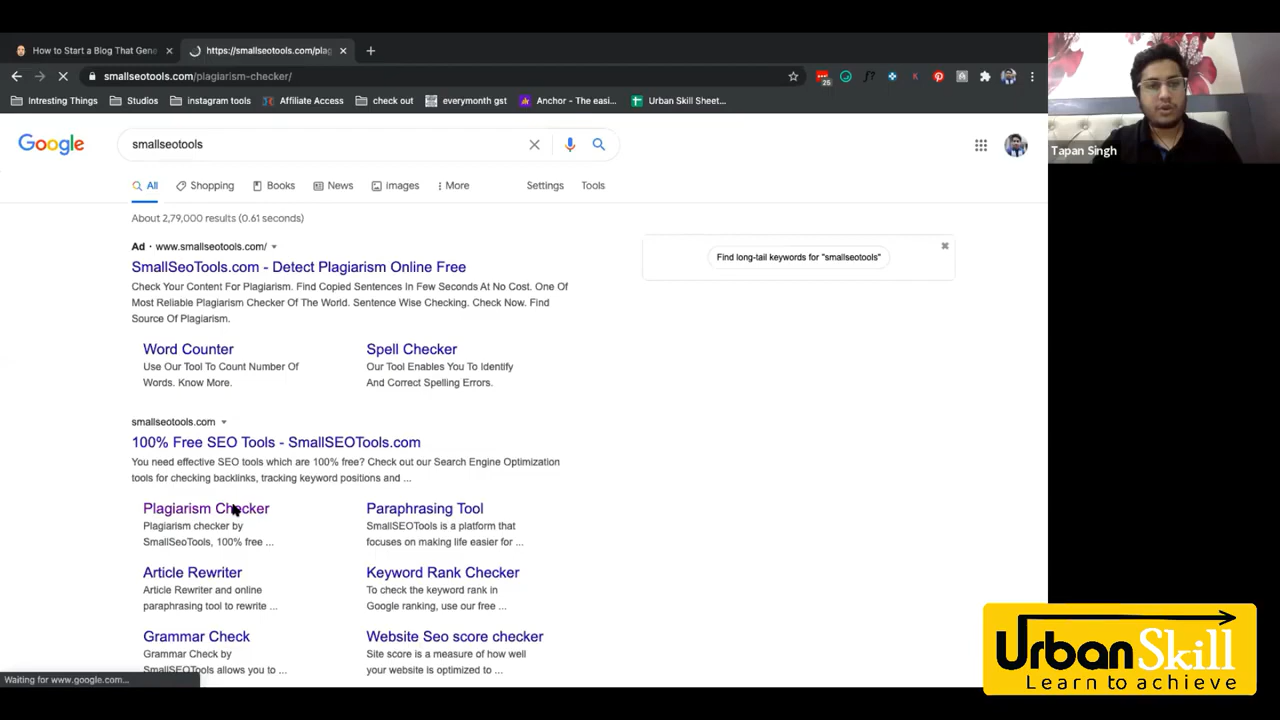 How to Start a Blog That Gene
https://smallseotools.com/plag
smallseotools.com/plagiarism-checker/
25
f?
K
Intresting Things
Studios
instagram tools
Affiliate Access
check out
everymonth gst
Anchor - The easi...
Urban Skill Sheet...
Google
smallseotools
All
Shopping
Books
News
Images
More
Settings
Tools
About 2,79,000 results (0.61 seconds)
Ad · www.smallseotools.com/
Find long-tail keywords for "smallseotools"
SmallSeoTools.com - Detect Plagiarism Online Free
Check Your Content For Plagiarism. Find Copied Sentences In Few Seconds At No Cost. One Of
Most Reliable Plagiarism Checker Of The World. Sentence Wise Checking. Check Now. Find
Source Of Plagiarism.
Word Counter
Use Our Tool To Count Number Of
Words. Know More.
Spell Checker
Our Tool Enables You To Identify
And Correct Spelling Errors.
smallseotools.com
100% Free SEO Tools - SmallSEOTools.com
You need effective SEO tools which are 100% free? Check out our Search Engine Optimization
tools for checking backlinks, tracking keyword positions and ...
Plagiarism Checker
Plagiarism checker by
SmallSeoTools, 100% free ...
Paraphrasing Tool
SmallSEOTools is a platform that
focuses on making life easier for ...
Article Rewriter
Article Rewriter and online
paraphrasing tool to rewrite ...
Keyword Rank Checker
To check the keyword rank in
Google ranking, use our free ...
Grammar Check
Grammar Check by
SmallSEOTools allows you to ...
Website Seo score checker
Site score is a measure of how well
your website is optimized to ...
Waiting for www.google.com...
Tapan Singh
Urban Skill
Learn to achieve